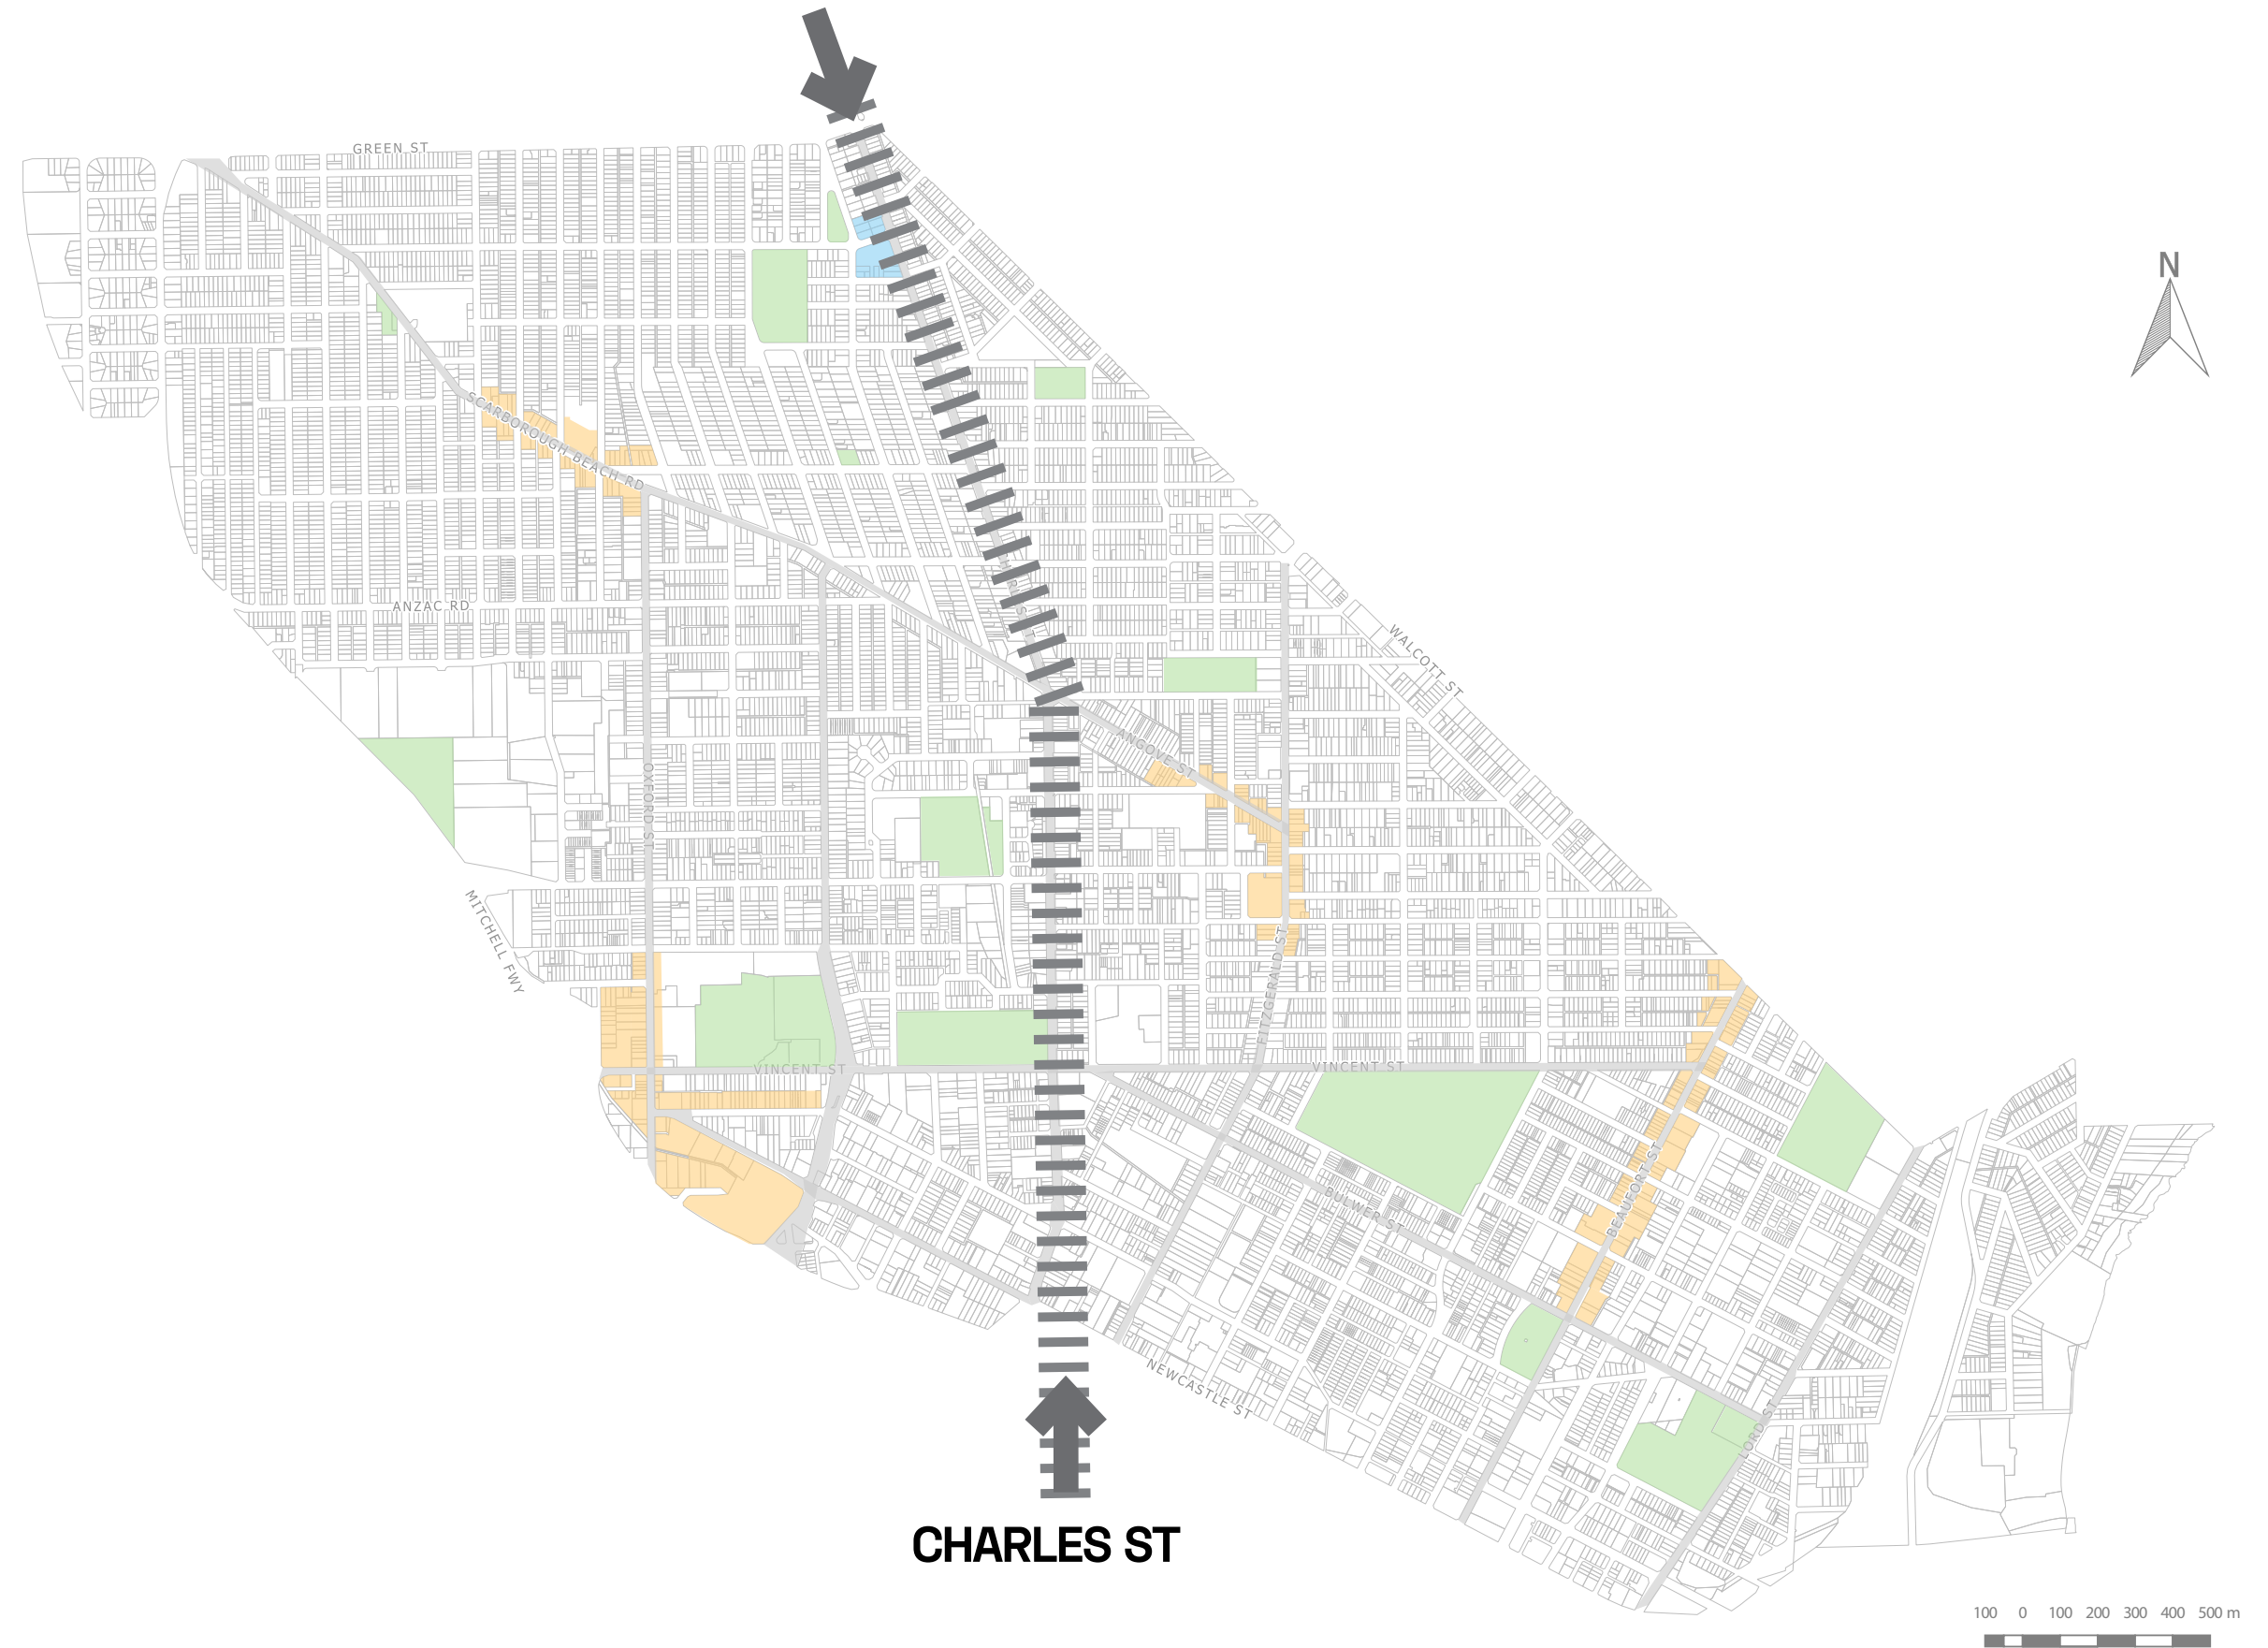 GREEN ST
N
SCARBOROUGH BEACH RD
ANZAC RD
WALCOTT ST
ANGOVE ST
OXFORD ST
MITCHELL FWY
FITZGERALD ST
VINCENT ST
VINCENT ST
BULWER ST
BEAUFORT ST
NEWCASTLE ST
LORD ST
CHARLES ST
100 0 100 200 300 400 500 m